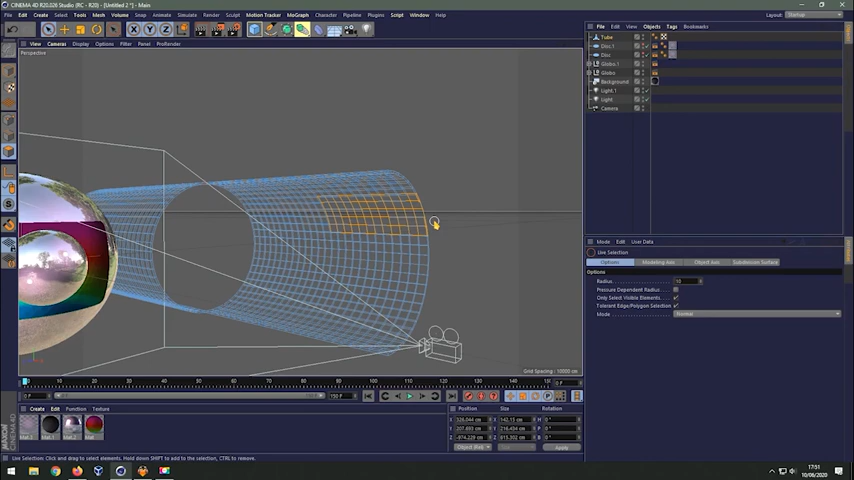 CINEMA 4D R20.026 Studio (RC - R20) - [Untitled 2 *] - Main
File Edit Create Select Tools Mesh Volume Snap Animate Simulate Render Sculpt Motion Tracker MoGraph Character Pipeline Plugins Script Window Help
Layout: Startup
File Edit View Objects Tags Bookmarks
View Cameras Display Options Filter Panel ProRender
Perspective
Tube
Disc.1
Disc
Globo.1
Globo
Background
Light.1
Light
Camera
Mode Edit User Data
Live Selection
Options Modeling Axis Object Axis Subdivision Surface
Options
Radius 10
Pressure Dependent Radius
Only Select Visible Elements
Tolerant Edge/Polygon Selection
Mode Normal
Grid Spacing : 10000 cm
0 10 20 30 40 50 60 70 80 90 100 110 120 130 140
0 F
0 F 150 F
Create Edit Function Texture
Mat.1 Mat.2 Mat
Position Size Rotation
Apply
Live Selection: Click and drag to select elements. Hold down SHIFT to add to the selection, CTRL to remove.
17:51
10/06/2020